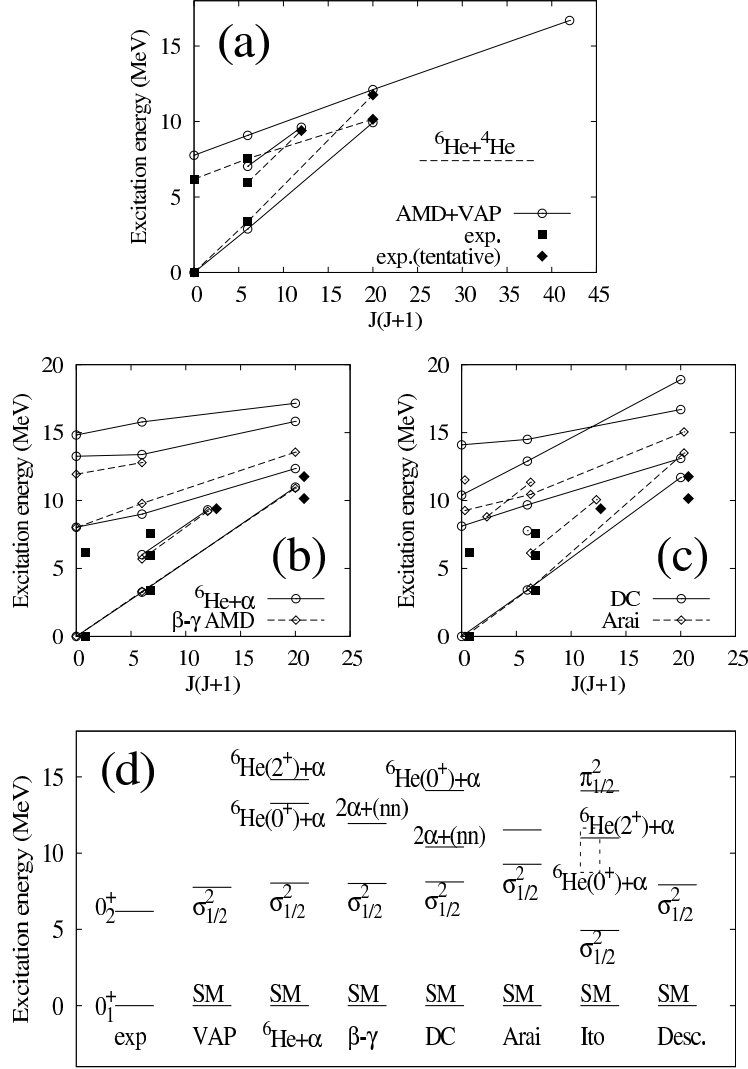 (a)
Excitation energy (MeV)
15
10
5
0
⁶He+⁴He
AMD+VAP
exp.
exp.(tentative)
0 5 10 15 20 25 30 35 40 45
J(J+1)
(b)
Excitation energy (MeV)
20
15
10
5
0
⁶He+α
β-γ AMD
0 5 10 15 20 25
J(J+1)
(c)
Excitation energy (MeV)
20
15
10
5
0
DC
Arai
0 5 10 15 20 25
J(J+1)
(d)
Excitation energy (MeV)
15
10
5
0
⁶He(2⁺)+α ⁶He(0⁺)+α π²₁/₂
⁶He(0⁺)+α 2α+(nn) 2α+(nn) ⁶He(2⁺)+α
⁶He(0⁺)+α
0⁺₂ σ²₁/₂ σ²₁/₂ σ²₁/₂ σ²₁/₂ σ²₁/₂ σ²₁/₂ σ²₁/₂
0⁺₁ SM SM SM SM SM SM SM
exp VAP ⁶He+α β-γ DC Arai Ito Desc.